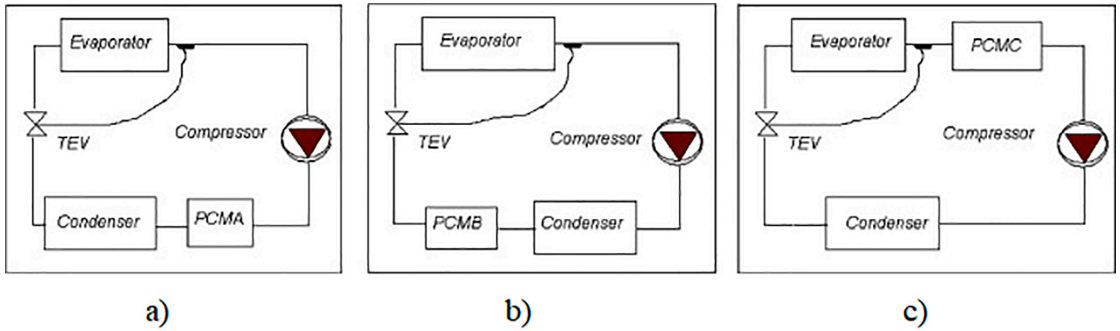 Evaporator
TEV
Compressor
Condenser
PCMA
a)
Evaporator
TEV
Compressor
PCMB
Condenser
b)
Evaporator
PCMC
TEV
Compressor
Condenser
c)